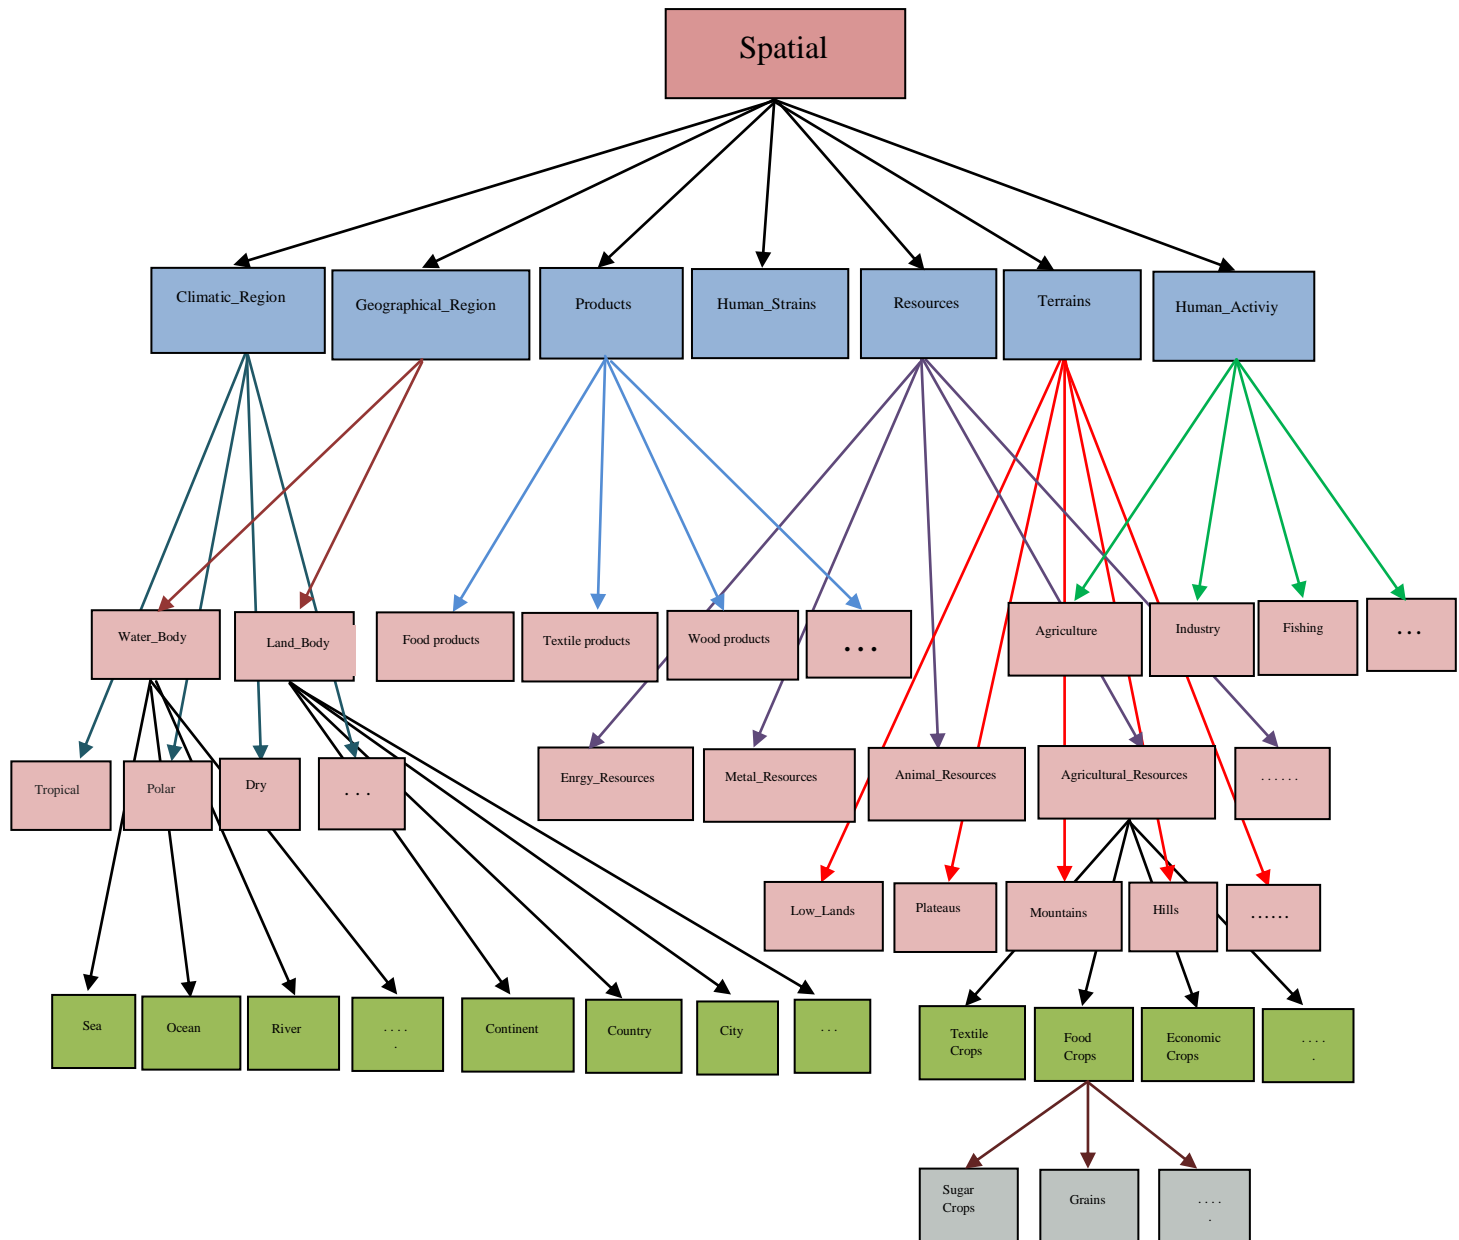 Spatial
Climatic_Region
Geographical_Region
Products
Human_Strains
Resources
Terrains
Human_Activiy
Water_Body
Land_Body
Food products
Textile products
Wood products
...
Agriculture
Industry
Fishing
...
Tropical
Polar
Dry
...
Enrgy_Resources
Metal_Resources
Animal_Resources
Agricultural_Resources
......
Low_Lands
Plateaus
Mountains
Hills
......
Sea
Ocean
River
....
.
Continent
Country
City
...
Textile
Crops
Food
Crops
Economic
Crops
....
.
Sugar
Crops
Grains
....
.